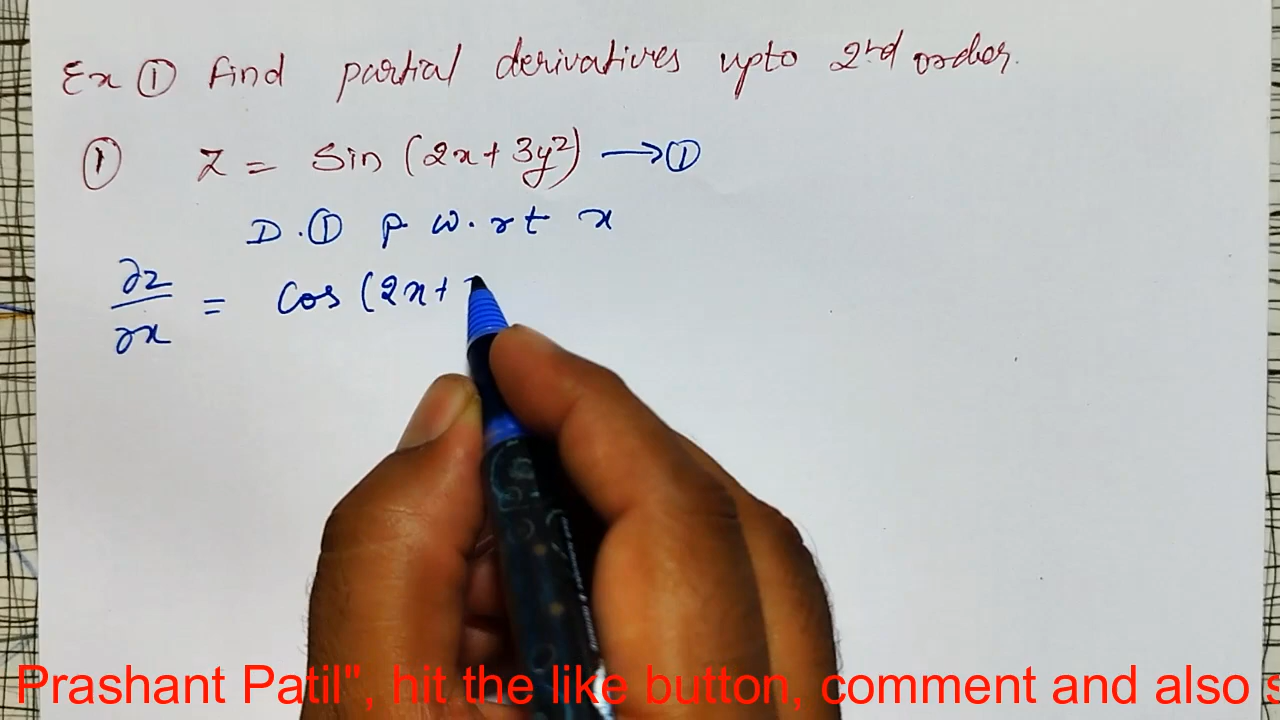 Ex ① find partial derivatives upto 2nd order.
① z = Sin (2x + 3y²) → ①
D. ① p w.rt x
∂z/∂x = Cos (2x +
Prashant Patil", hit the like button, comment and also s